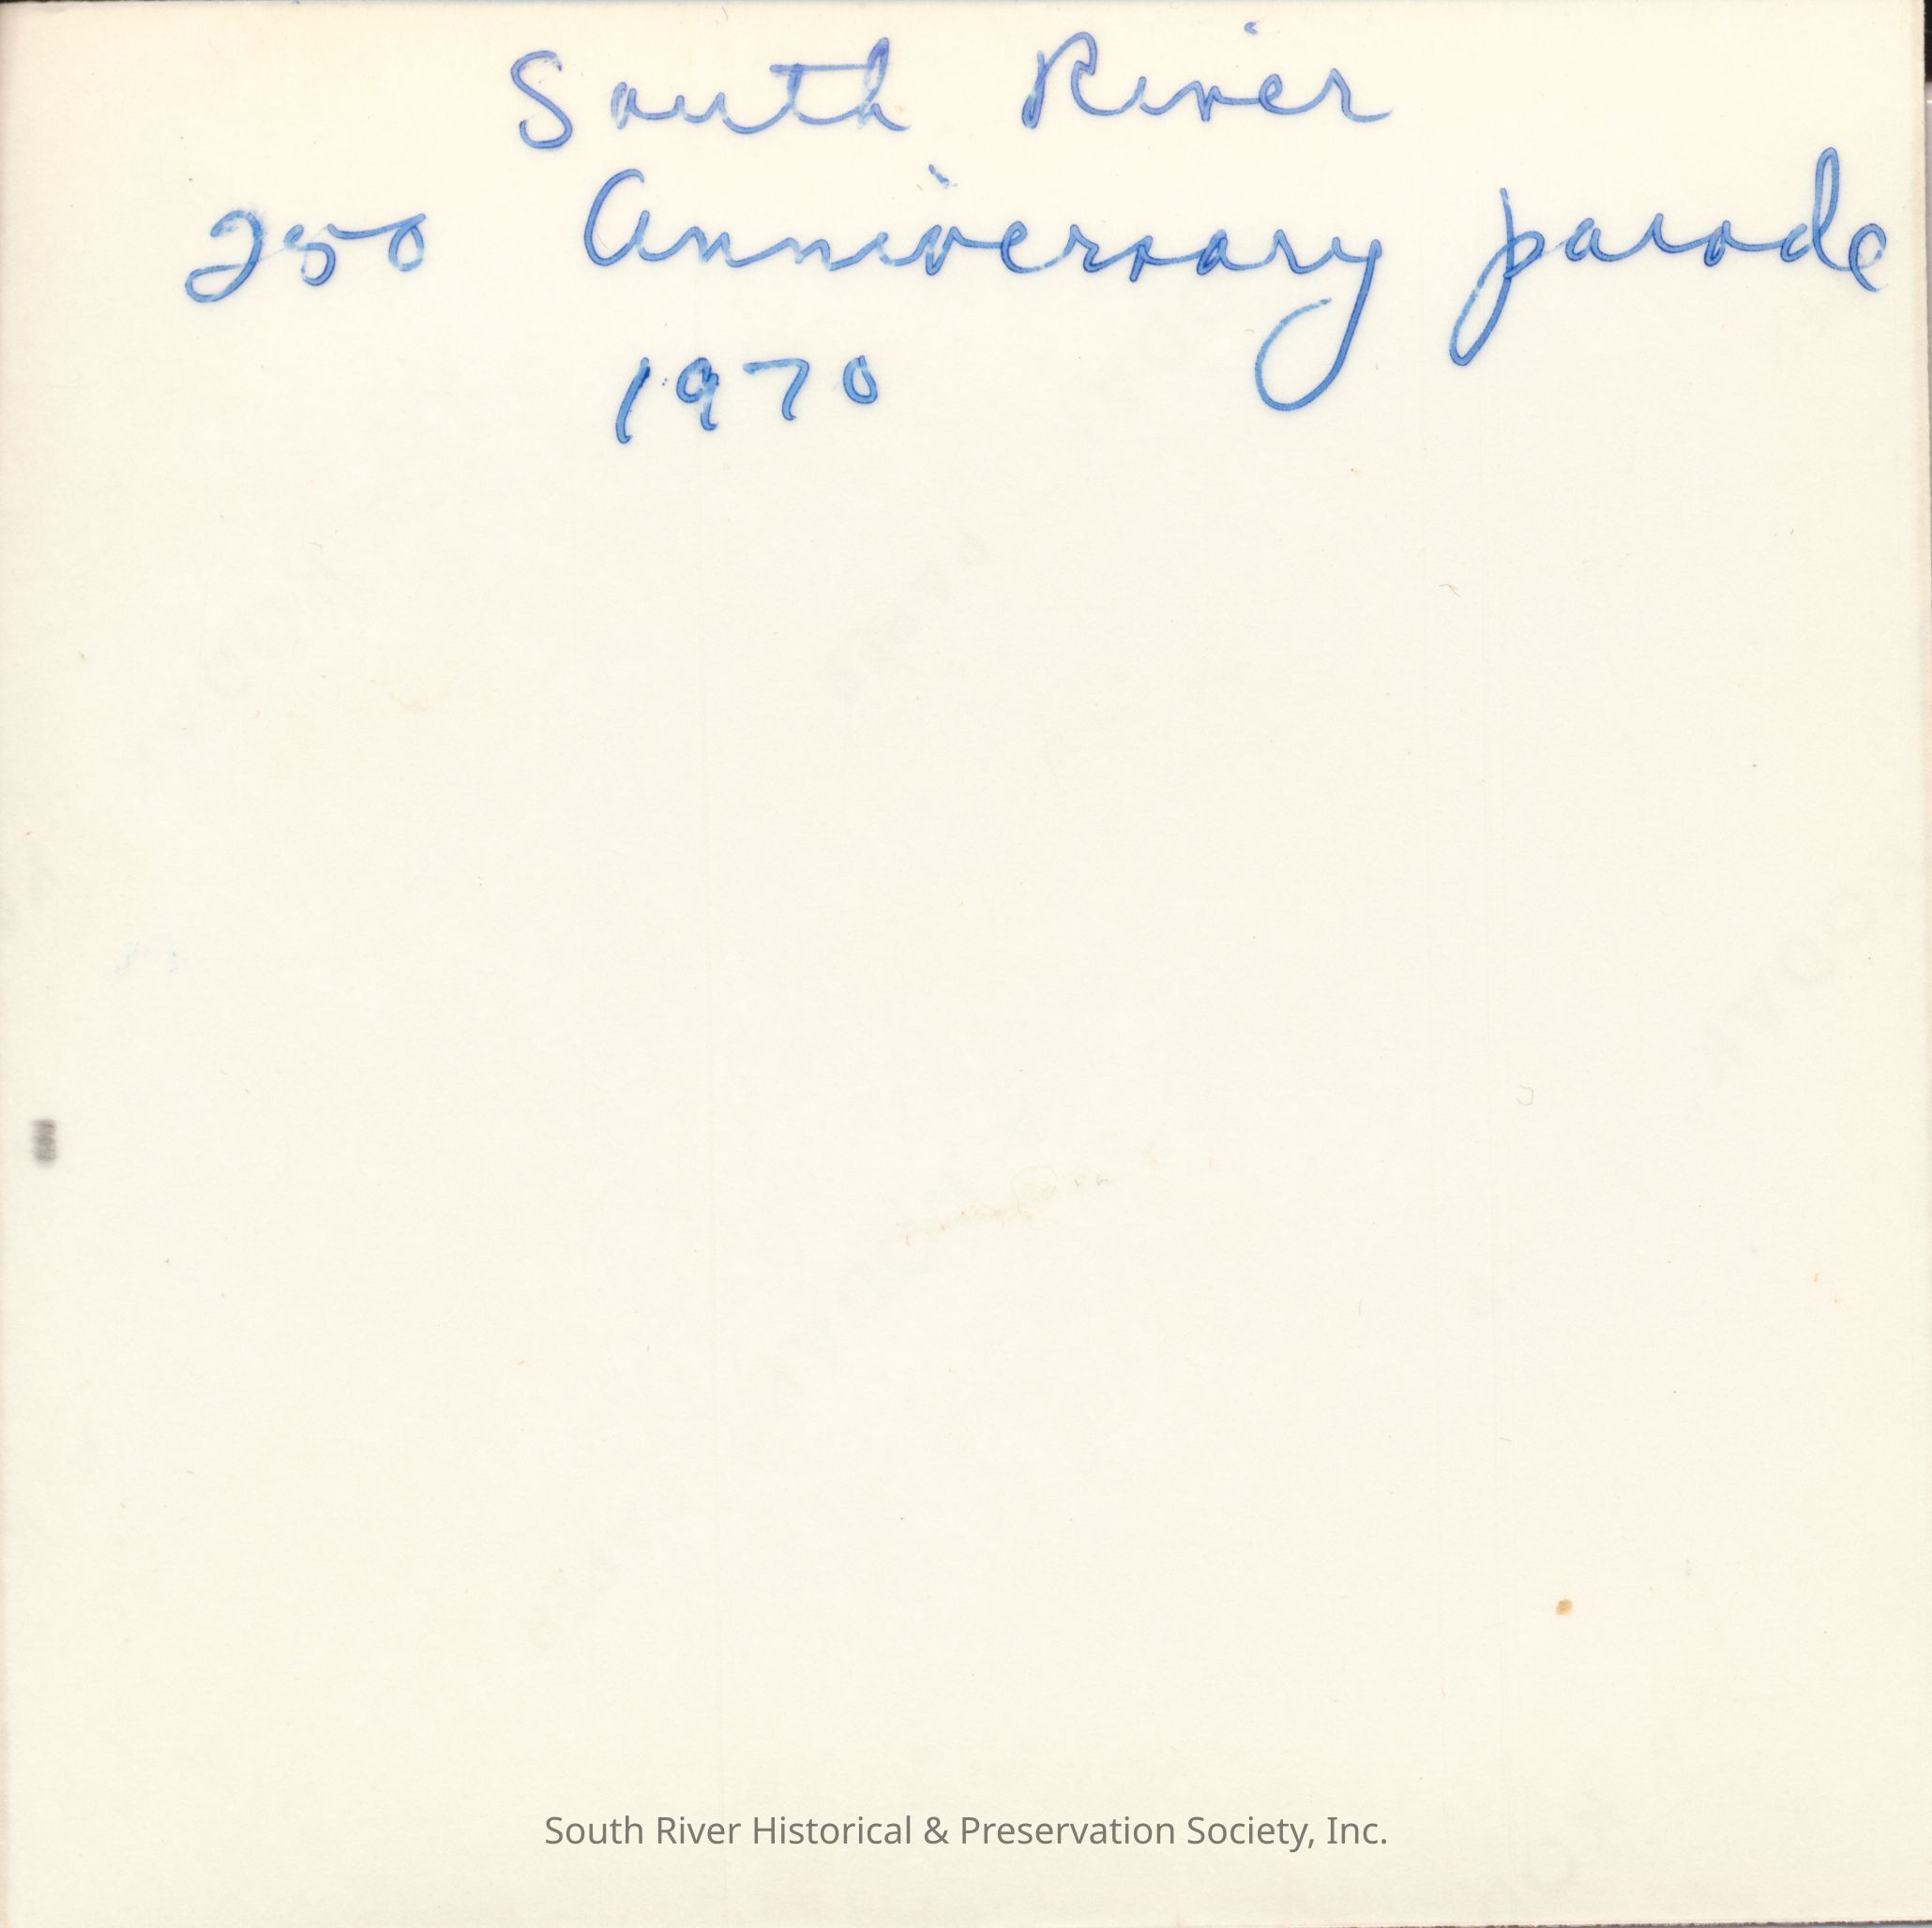 South River
250 Anniversary parade
1970
South River Historical & Preservation Society, Inc.